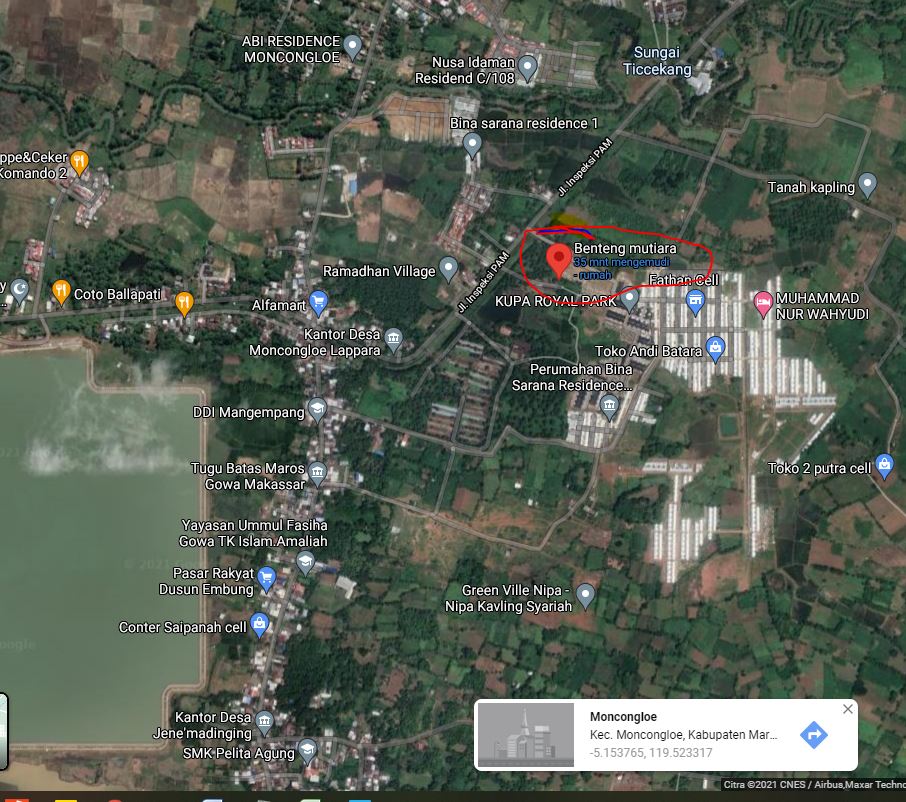 ABI RESIDENCE
MONCONGLOE
Nusa Idaman
Residend C/108
Sungai
Ticcekang
Bina sarana residence 1
Jl. Inspeksi PAM
ppe&Ceker
Komando 2
Tanah kapling
Benteng mutiara
35 mnt mengemudi
- rumah
Ramadhan Village
Jl. Inspeksi PAM
Fathan Cell
y
...
Coto Ballapati
Alfamart
KUPA ROYAL PARK
MUHAMMAD
NUR WAHYUDI
Kantor Desa
Moncongloe Lappara
Toko Andi Batara
Perumahan Bina
Sarana Residence...
DDI Mangempang
Tugu Batas Maros
Gowa Makassar
Toko 2 putra cell
Yayasan Ummul Fasiha
Gowa TK Islam.Amaliah
© 2021
Pasar Rakyat
Dusun Embung
Green Ville Nipa -
Nipa Kavling Syariah
Conter Saipanah cell
oogle
Kantor Desa
Jene'madinging
SMK Pelita Agung
Moncongloe
Kec. Moncongloe, Kabupaten Mar...
-5.153765, 119.523317
Citra ©2021 CNES / Airbus,Maxar Techno